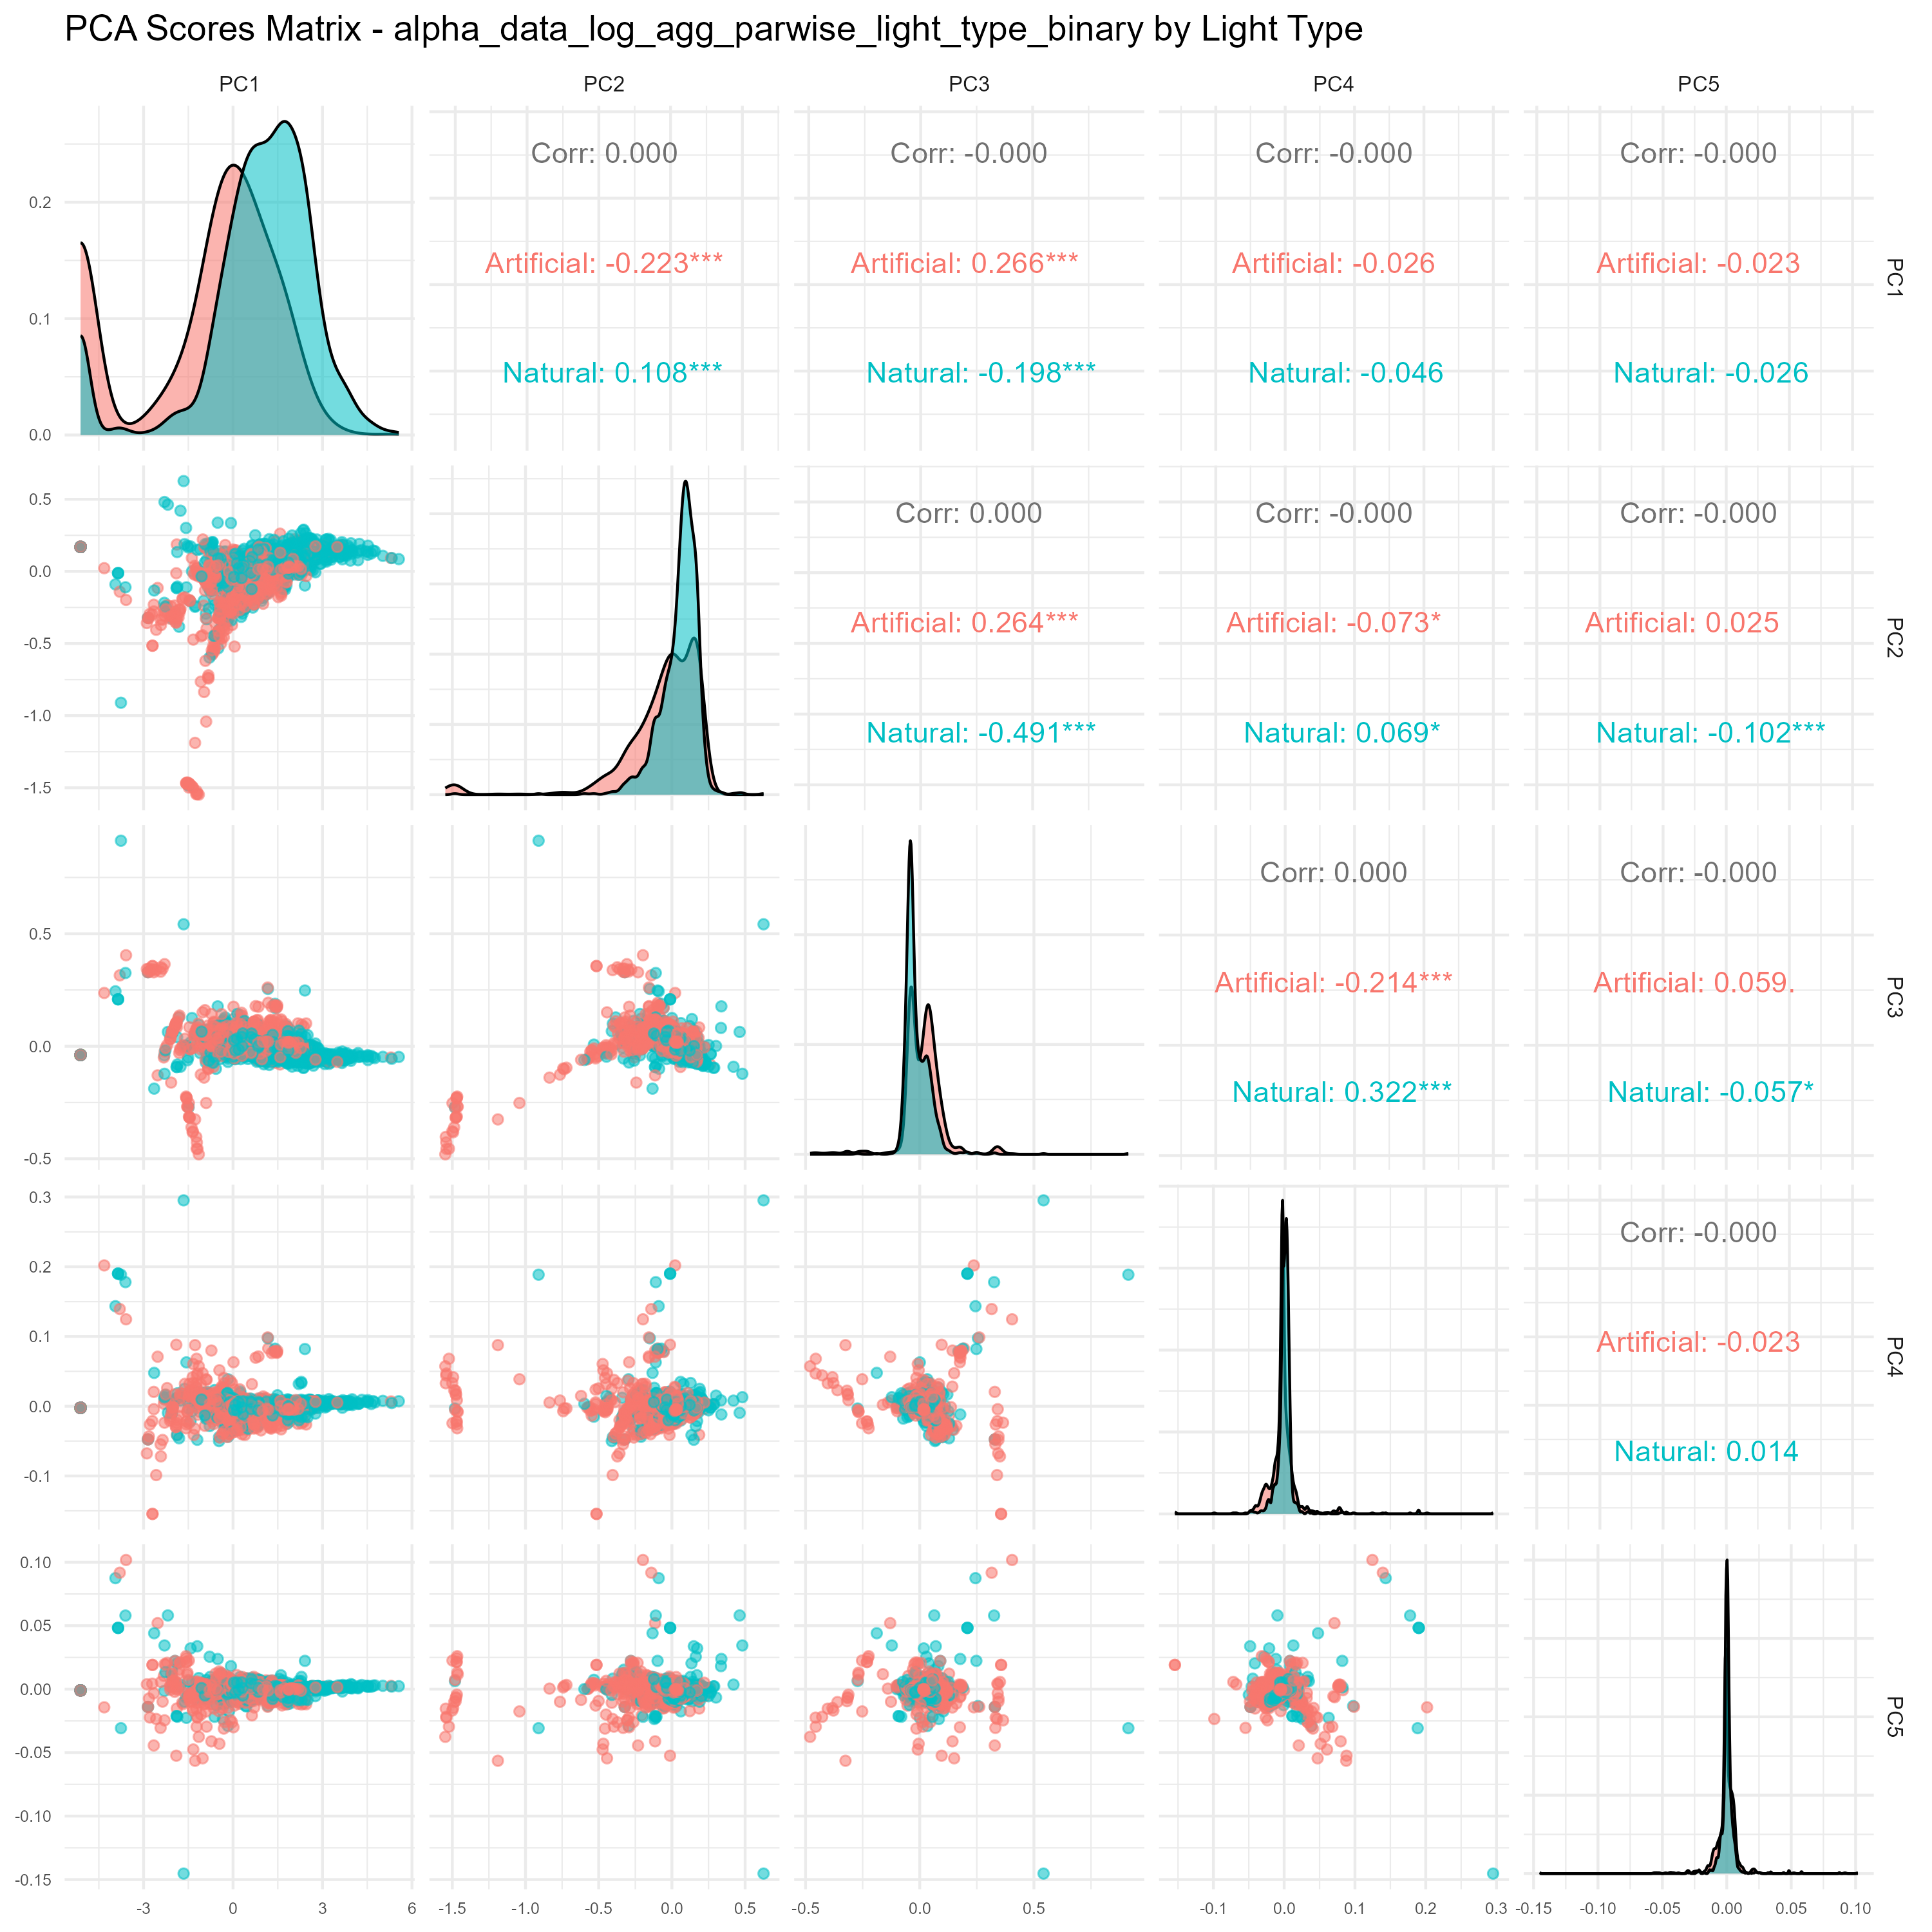 PCA Scores Matrix - alpha_data_log_agg_parwise_light_type_binary by Light Type
PC1 PC2 PC3 PC4 PC5
0.2
0.1
0.0
Corr: 0.000
Artificial: -0.223***
Natural: 0.108***
Corr: -0.000
Artificial: 0.266***
Natural: -0.198***
Corr: -0.000
Artificial: -0.026
Natural: -0.046
Corr: -0.000
Artificial: -0.023
Natural: -0.026
PC1
0.5
0.0
-0.5
-1.0
-1.5
Corr: 0.000
Artificial: 0.264***
Natural: -0.491***
Corr: -0.000
Artificial: -0.073*
Natural: 0.069*
Corr: -0.000
Artificial: 0.025
Natural: -0.102***
PC2
0.5
0.0
-0.5
Corr: 0.000
Artificial: -0.214***
Natural: 0.322***
Corr: -0.000
Artificial: 0.059.
Natural: -0.057*
PC3
0.3
0.2
0.1
0.0
-0.1
Corr: -0.000
Artificial: -0.023
Natural: 0.014
PC4
0.10
0.05
0.00
-0.05
-0.10
-0.15
PC5
-3 0 3 6
-1.5 -1.0 -0.5 0.0 0.5
-0.5 0.0 0.5
-0.1 0.0 0.1 0.2 0.3
-0.15 -0.10 -0.05 0.00 0.05 0.10